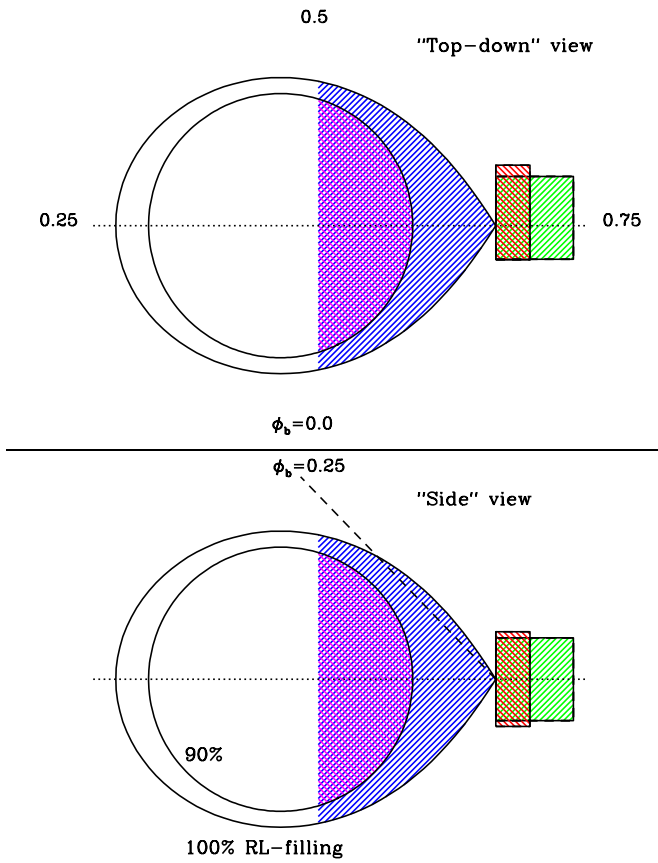 0.5
"Top-down" view
0.25
0.75
ϕb=0.0
ϕb=0.25
"Side" view
90%
100% RL-filling